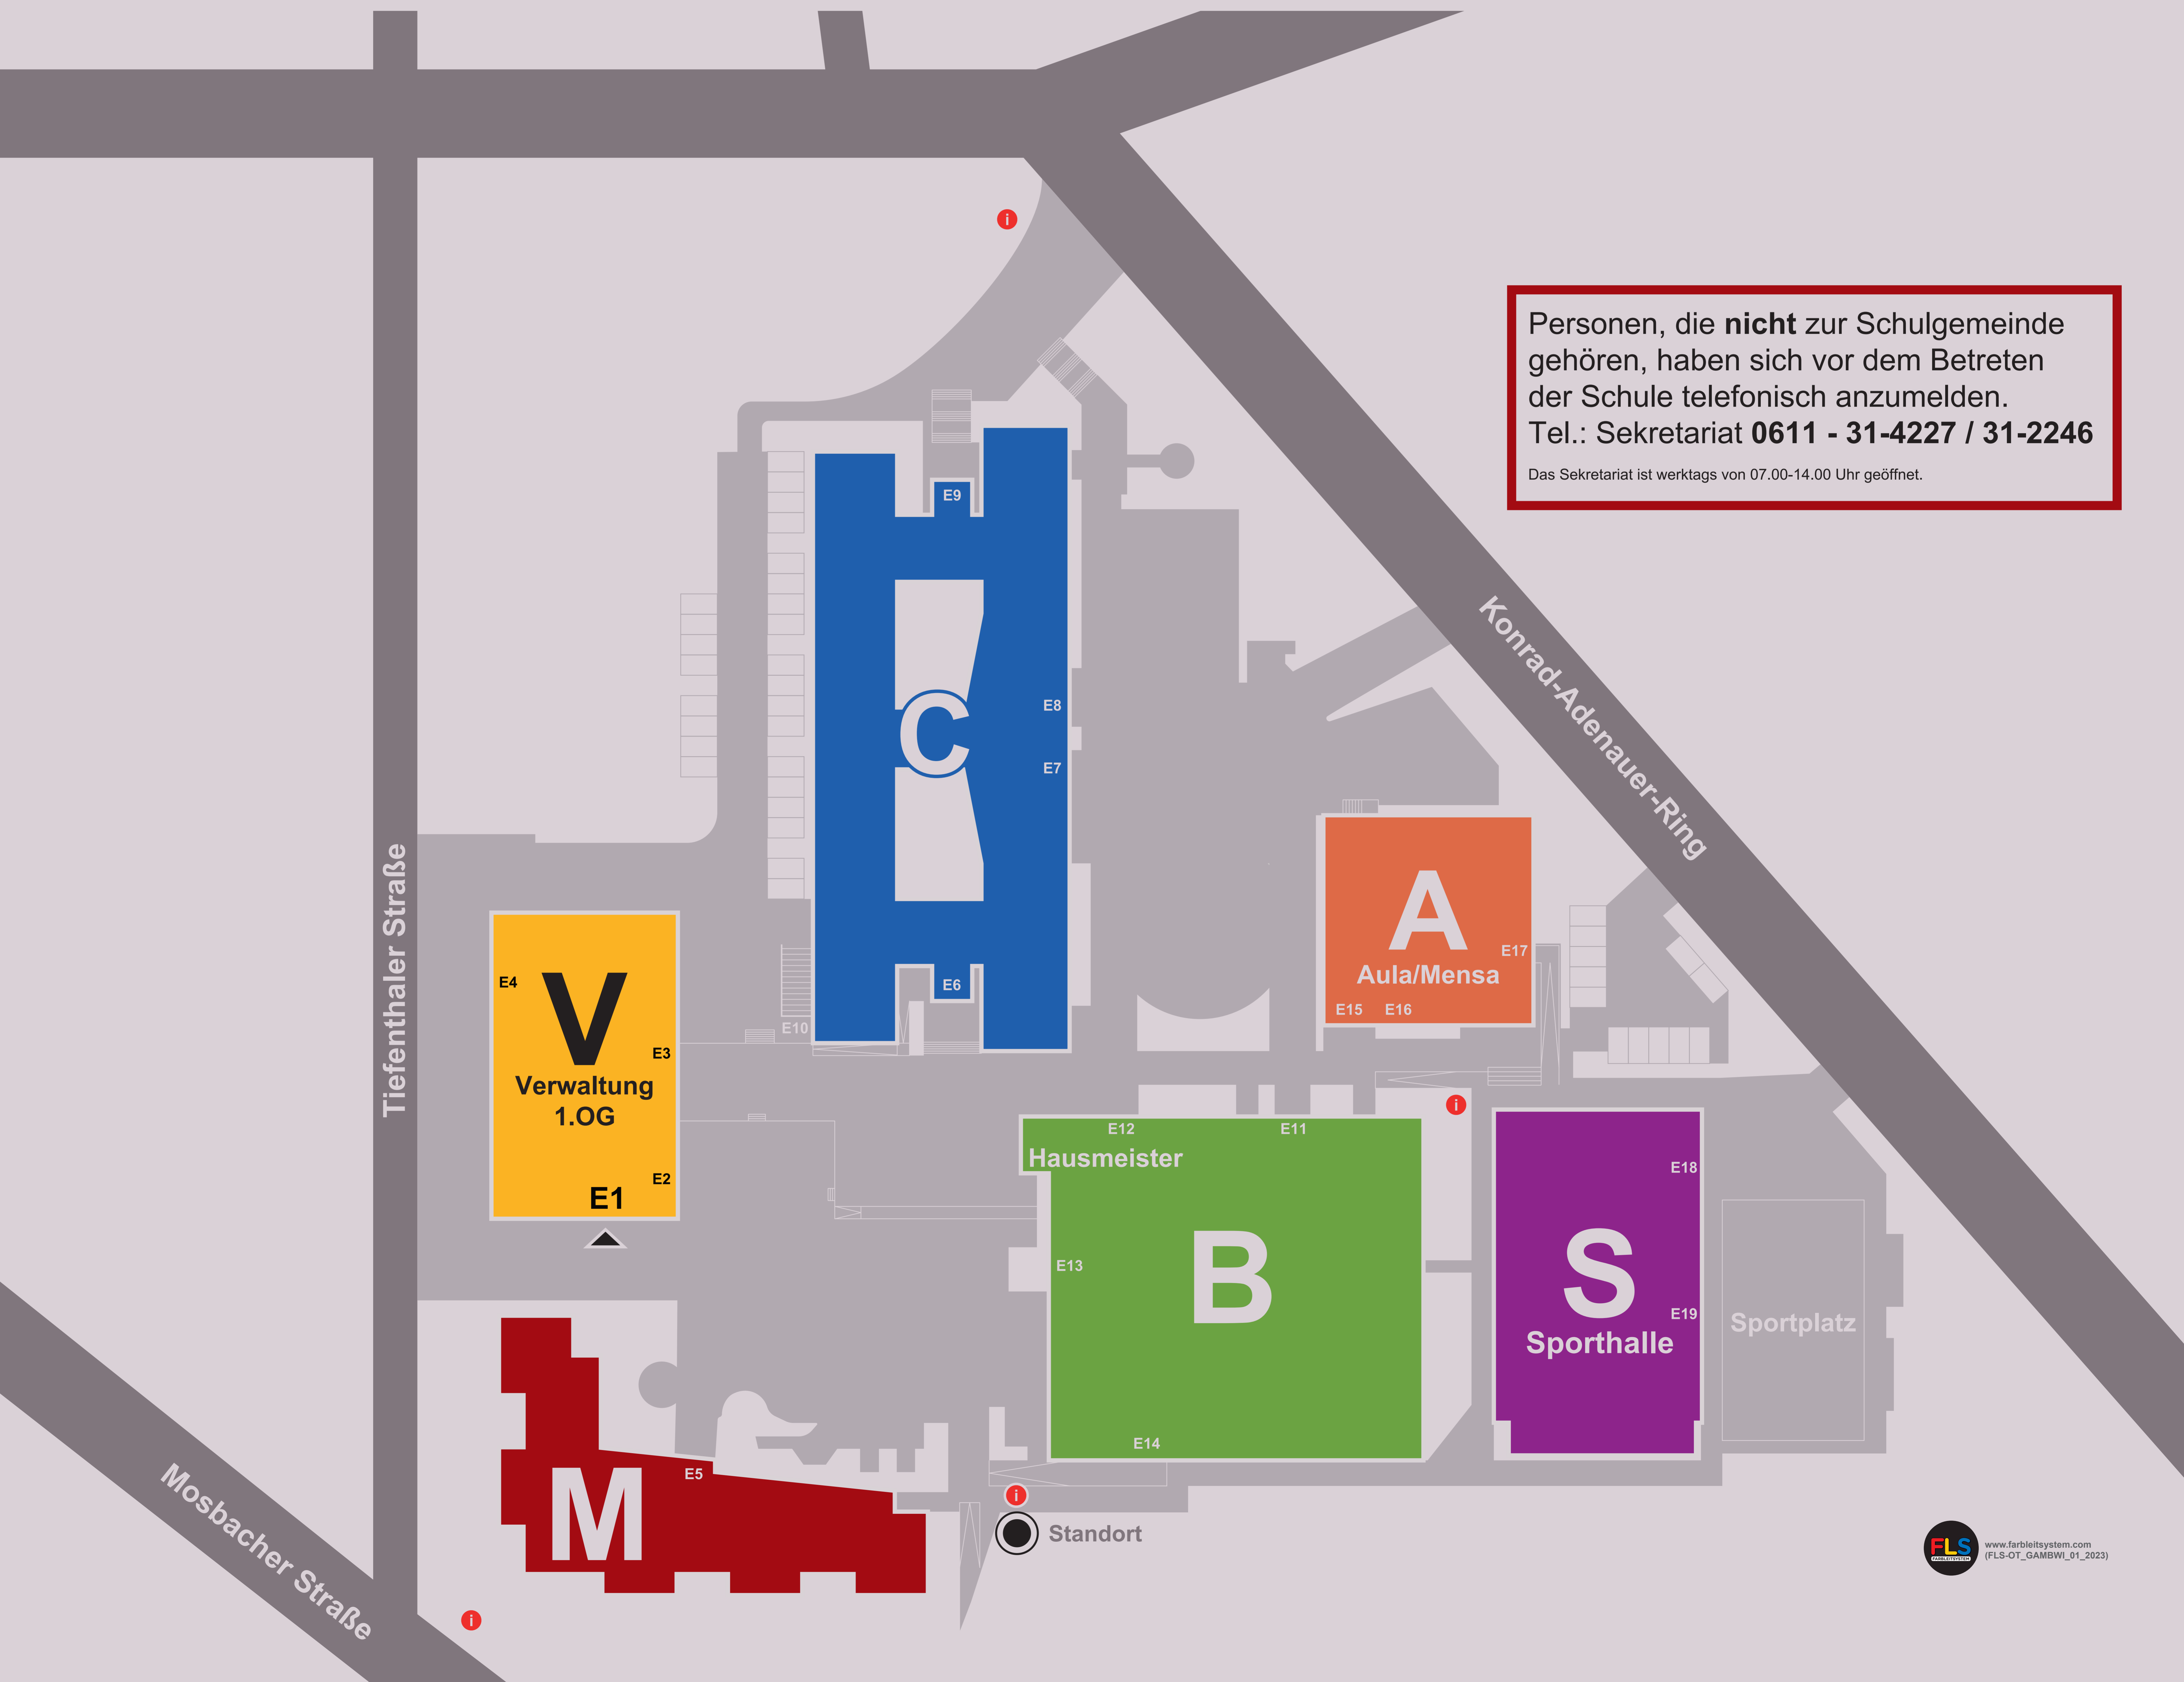 i
Personen, die nicht zur Schulgemeinde
gehören, haben sich vor dem Betreten
der Schule telefonisch anzumelden.
Tel.: Sekretariat 0611 - 31-4227 / 31-2246
Das Sekretariat ist werktags von 07.00-14.00 Uhr geöffnet.
E9
Konrad-Adenauer-Ring
C
E8
E7
Tiefenthaler Straße
A
Aula/Mensa
E17
E15 E16
E6
E10
E4
V
E3
Verwaltung
1.OG
E2
E1
i
E12
E11
Hausmeister
B
E13
E14
E18
S
E19
Sporthalle
Sportplatz
M
E5
i
Standort
Mosbacher Straße
i
FLS
FARBLEITSYSTEM
www.farbleitsystem.com
(FLS-OT_GAMBWI_01_2023)